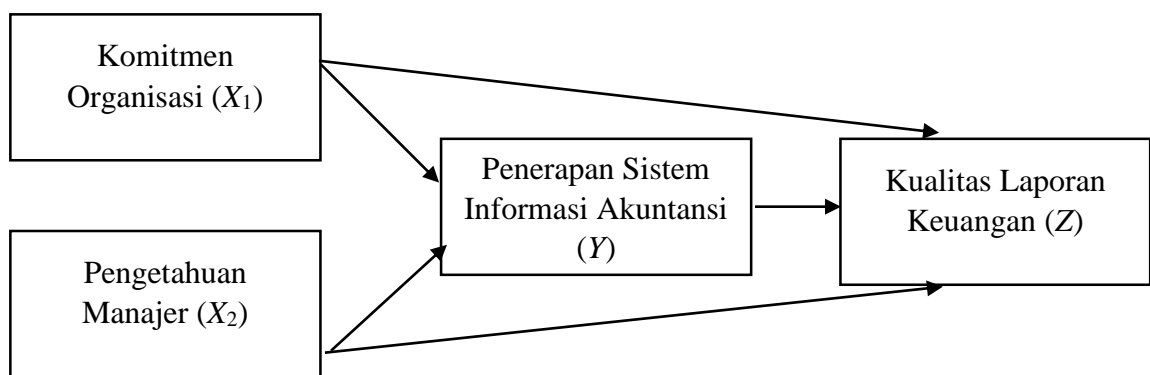 Komitmen
Organisasi (X1)
Penerapan Sistem
Informasi Akuntansi
(Y)
Kualitas Laporan
Keuangan (Z)
Pengetahuan
Manajer (X2)